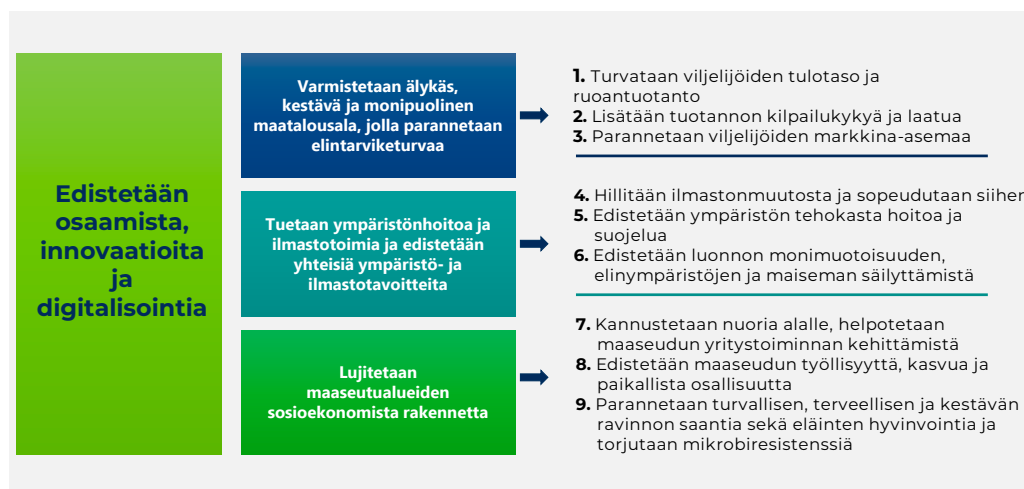 Edistetään
osaamista,
innovaatioita
ja
digitalisointia
Varmistetaan älykäs,
kestävä ja monipuolinen
maatalousala, jolla parannetaan
elintarviketurvaa
1. Turvataan viljelijöiden tulotaso ja
ruoantuotanto
2. Lisätään tuotannon kilpailukykyä ja laatua
3. Parannetaan viljelijöiden markkina-asemaa
Tuetaan ympäristönhoitoa ja
ilmastotoimia ja edistetään
yhteisiä ympäristö- ja
ilmastotavoitteita
4. Hillitään ilmastonmuutosta ja sopeudutaan siihen
5. Edistetään ympäristön tehokasta hoitoa ja
suojelua
6. Edistetään luonnon monimuotoisuuden,
elinympäristöjen ja maiseman säilyttämistä
Lujitetaan
maaseutualueiden
sosioekonomista rakennetta
7. Kannustetaan nuoria alalle, helpotetaan
maaseudun yritystoiminnan kehittämistä
8. Edistetään maaseudun työllisyyttä, kasvua ja
paikallista osallisuutta
9. Parannetaan turvallisen, terveellisen ja kestävän
ravinnon saantia sekä eläinten hyvinvointia ja
torjutaan mikrobiresistenssiä